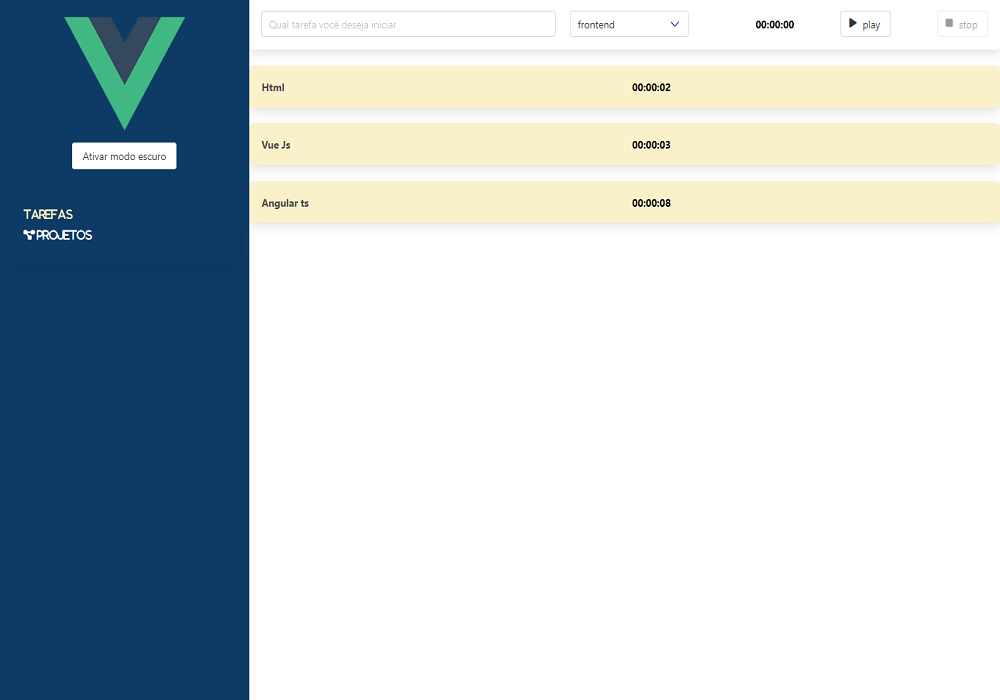 Ativar modo escuro
TAREFAS
PROJETOS
Qual tarefa você deseja iniciar
frontend
00:00:00
play
stop
Html 00:00:02
Vue Js 00:00:03
Angular ts 00:00:08